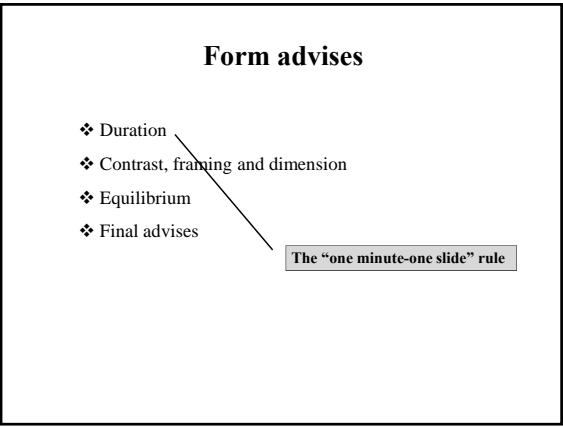 Form advises
❖ Duration
❖ Contrast, framing and dimension
❖ Equilibrium
❖ Final advises
The “one minute-one slide” rule